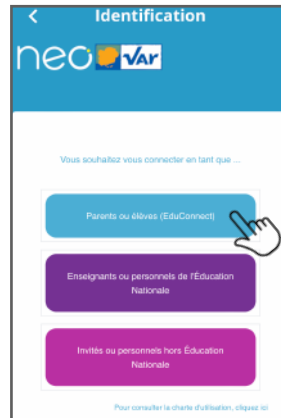 Identification
neo VAr
Vous souhaitez vous connecter en tant que ...
Parents ou élèves (EduConnect)
Enseignants ou personnels de l'Éducation
Nationale
Invités ou personnels hors Éducation
Nationale
Pour consulter la charte d'utilisation, cliquez ici